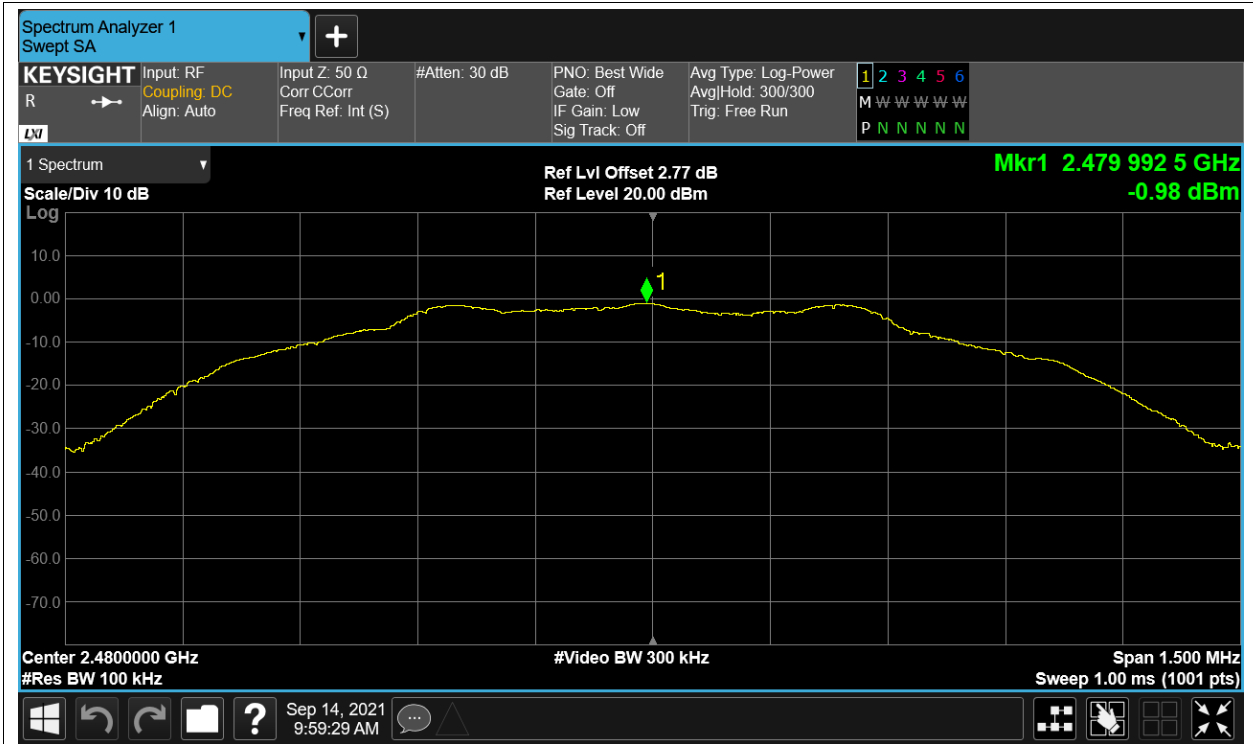 Spectrum Analyzer 1
Swept SA
KEYSIGHT
R
LXI
Input: RF
Coupling: DC
Align: Auto
Input Z: 50 Ω
Corr CCorr
Freq Ref: Int (S)
#Atten: 30 dB
PNO: Best Wide
Gate: Off
IF Gain: Low
Sig Track: Off
Avg Type: Log-Power
Avg|Hold: 300/300
Trig: Free Run
1 2 3 4 5 6
M W W W W W
P N N N N N
1 Spectrum
Scale/Div 10 dB
Log
Ref Lvl Offset 2.77 dB
Ref Level 20.00 dBm
Mkr1 2.479 992 5 GHz
-0.98 dBm
10.0
0.00
-10.0
-20.0
-30.0
-40.0
-50.0
-60.0
-70.0
1
Center 2.4800000 GHz
#Res BW 100 kHz
#Video BW 300 kHz
Span 1.500 MHz
Sweep 1.00 ms (1001 pts)
?
Sep 14, 2021
9:59:29 AM